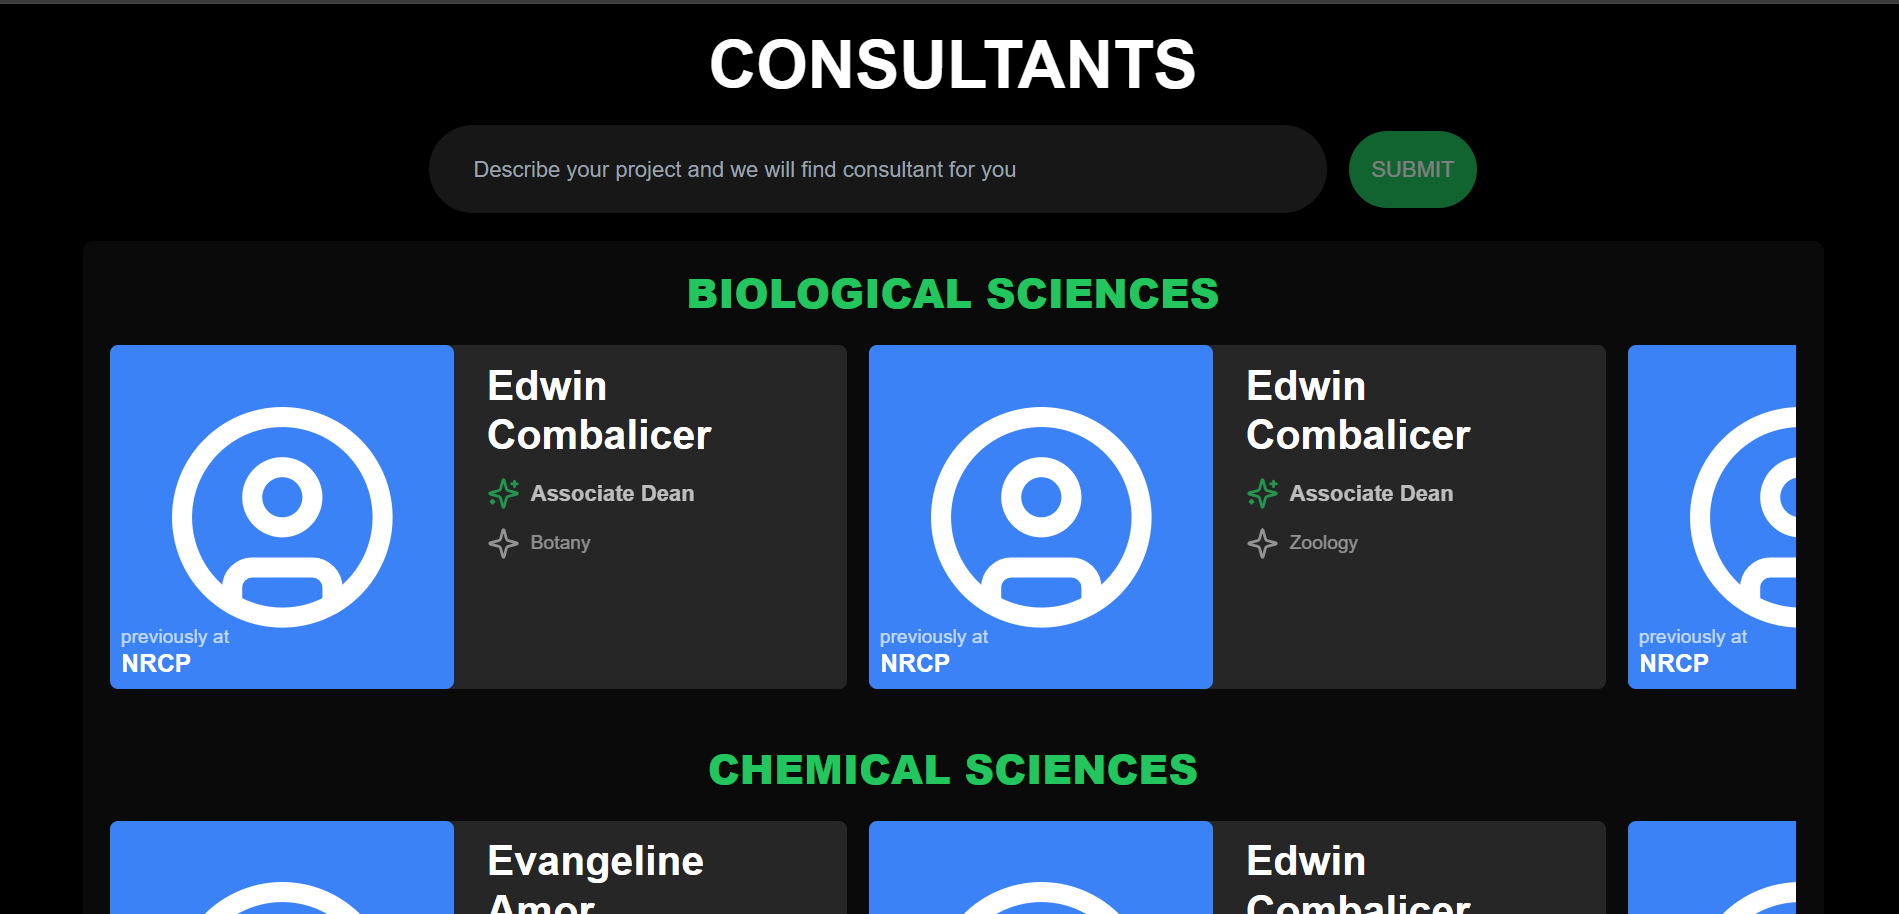 CONSULTANTS
Describe your project and we will find consultant for you
SUBMIT
BIOLOGICAL SCIENCES
Edwin
Combalicer
Associate Dean
Botany
previously at
NRCP
Edwin
Combalicer
Associate Dean
Zoology
previously at
NRCP
previously at
NRCP
CHEMICAL SCIENCES
Evangeline
Amor
Edwin
Combalicer